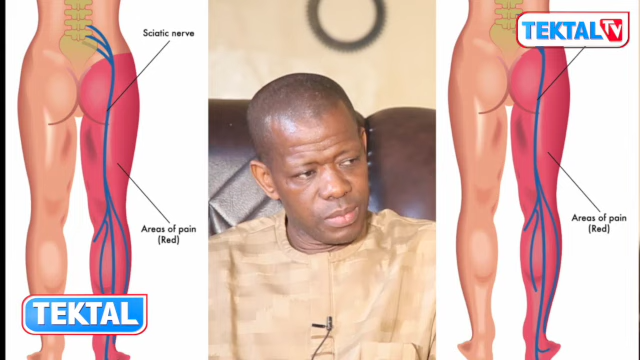 Sciatic nerve
Areas of pain
(Red)
TEKTAL
TEKTAL TV
Areas of pain
(Red)